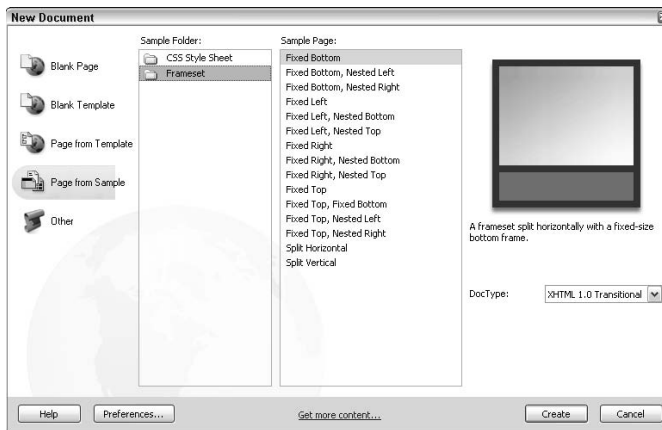 New Document
Blank Page
Blank Template
Page from Template
Page from Sample
Other
Sample Folder:
CSS Style Sheet
Frameset
Sample Page:
Fixed Bottom
Fixed Bottom, Nested Left
Fixed Bottom, Nested Right
Fixed Left
Fixed Left, Nested Bottom
Fixed Left, Nested Top
Fixed Right
Fixed Right, Nested Bottom
Fixed Right, Nested Top
Fixed Top
Fixed Top, Fixed Bottom
Fixed Top, Nested Left
Fixed Top, Nested Right
Split Horizontal
Split Vertical
A frameset split horizontally with a fixed-size
bottom frame.
DocType: XHTML 1.0 Transitional
Help Preferences... Get more content... Create Cancel